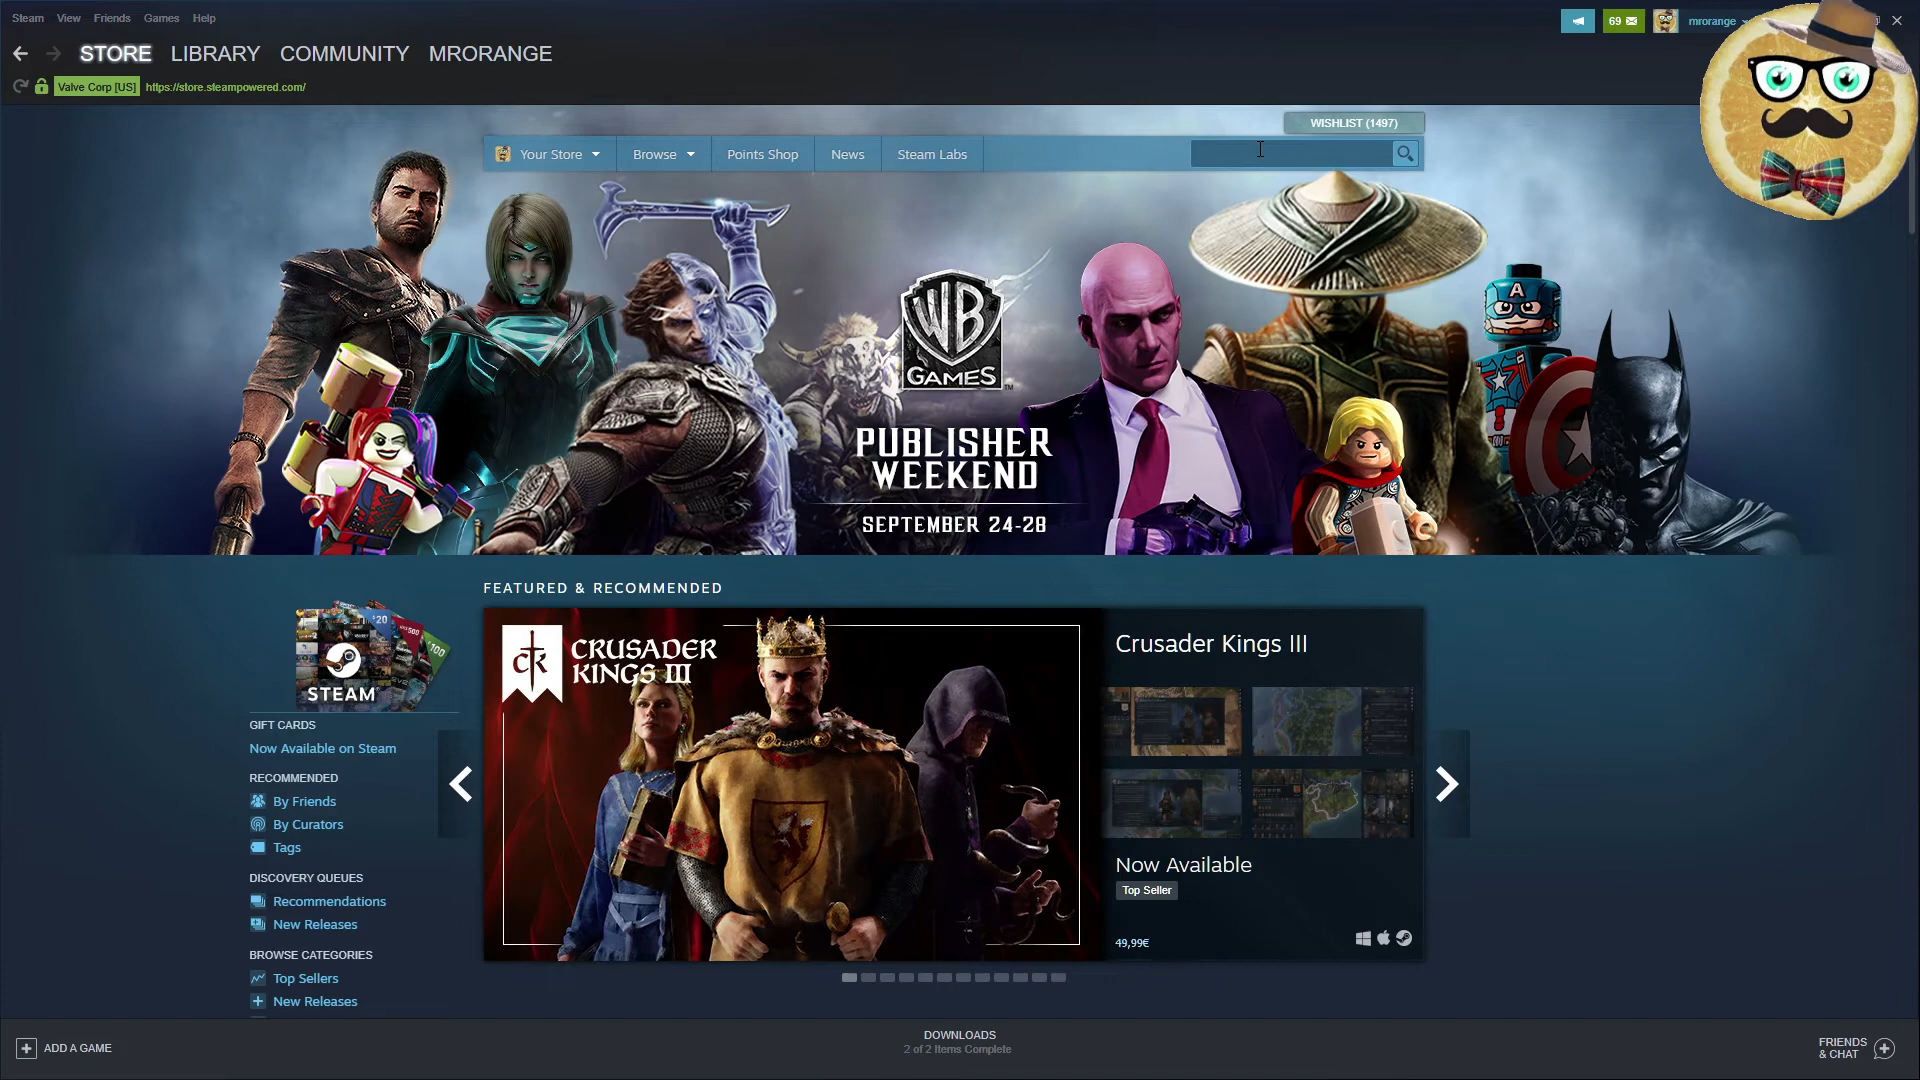 Steam View Friends Games Help
69
mrorange
STORE LIBRARY COMMUNITY MRORANGE
Valve Corp [US] https://store.steampowered.com/
WISHLIST (1497)
Your Store Browse Points Shop News Steam Labs
WB
GAMES
PUBLISHER
WEEKEND
SEPTEMBER 24-28
FEATURED & RECOMMENDED
STEAM
GIFT CARDS
Now Available on Steam
RECOMMENDED
By Friends
By Curators
Tags
DISCOVERY QUEUES
Recommendations
New Releases
BROWSE CATEGORIES
Top Sellers
New Releases
CRUSADER
KINGS III
Crusader Kings III
Now Available
Top Seller
49,99€
ADD A GAME
DOWNLOADS
2 of 2 Items Complete
FRIENDS
& CHAT